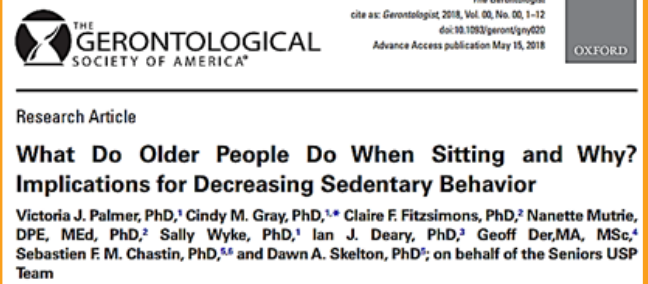 The Gerontologist
cite as: Gerontologist, 2018, Vol. 00, No. 00, 1–12
doi:10.1093/geront/gny020
Advance Access publication May 15, 2018
THE
GERONTOLOGICAL
SOCIETY OF AMERICA®
OXFORD
Research Article
What Do Older People Do When Sitting and Why?
Implications for Decreasing Sedentary Behavior
Victoria J. Palmer, PhD,¹ Cindy M. Gray, PhD,¹,* Claire F. Fitzsimons, PhD,² Nanette Mutrie,
DPE, MEd, PhD,² Sally Wyke, PhD,¹ Ian J. Deary, PhD,³ Geoff Der,MA, MSc,⁴
Sebastien F. M. Chastin, PhD,⁵,⁶ and Dawn A. Skelton, PhD⁵; on behalf of the Seniors USP
Team